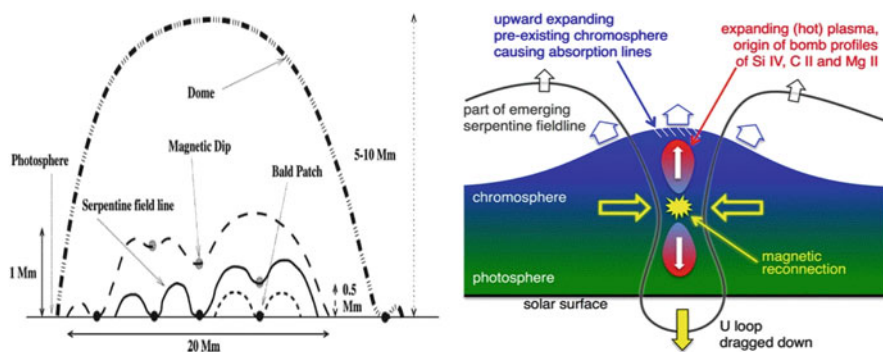 Dome
Photosphere
Magnetic Dip
Bald Patch
Serpentine field line
5-10 Mm
1 Mm
0.5
Mm
20 Mm
upward expanding
pre-existing chromosphere
causing absorption lines
expanding (hot) plasma,
origin of bomb profiles
of Si IV, C II and Mg II
part of emerging
serpentine fieldline
chromosphere
magnetic
reconnection
photosphere
solar surface
U loop
dragged down